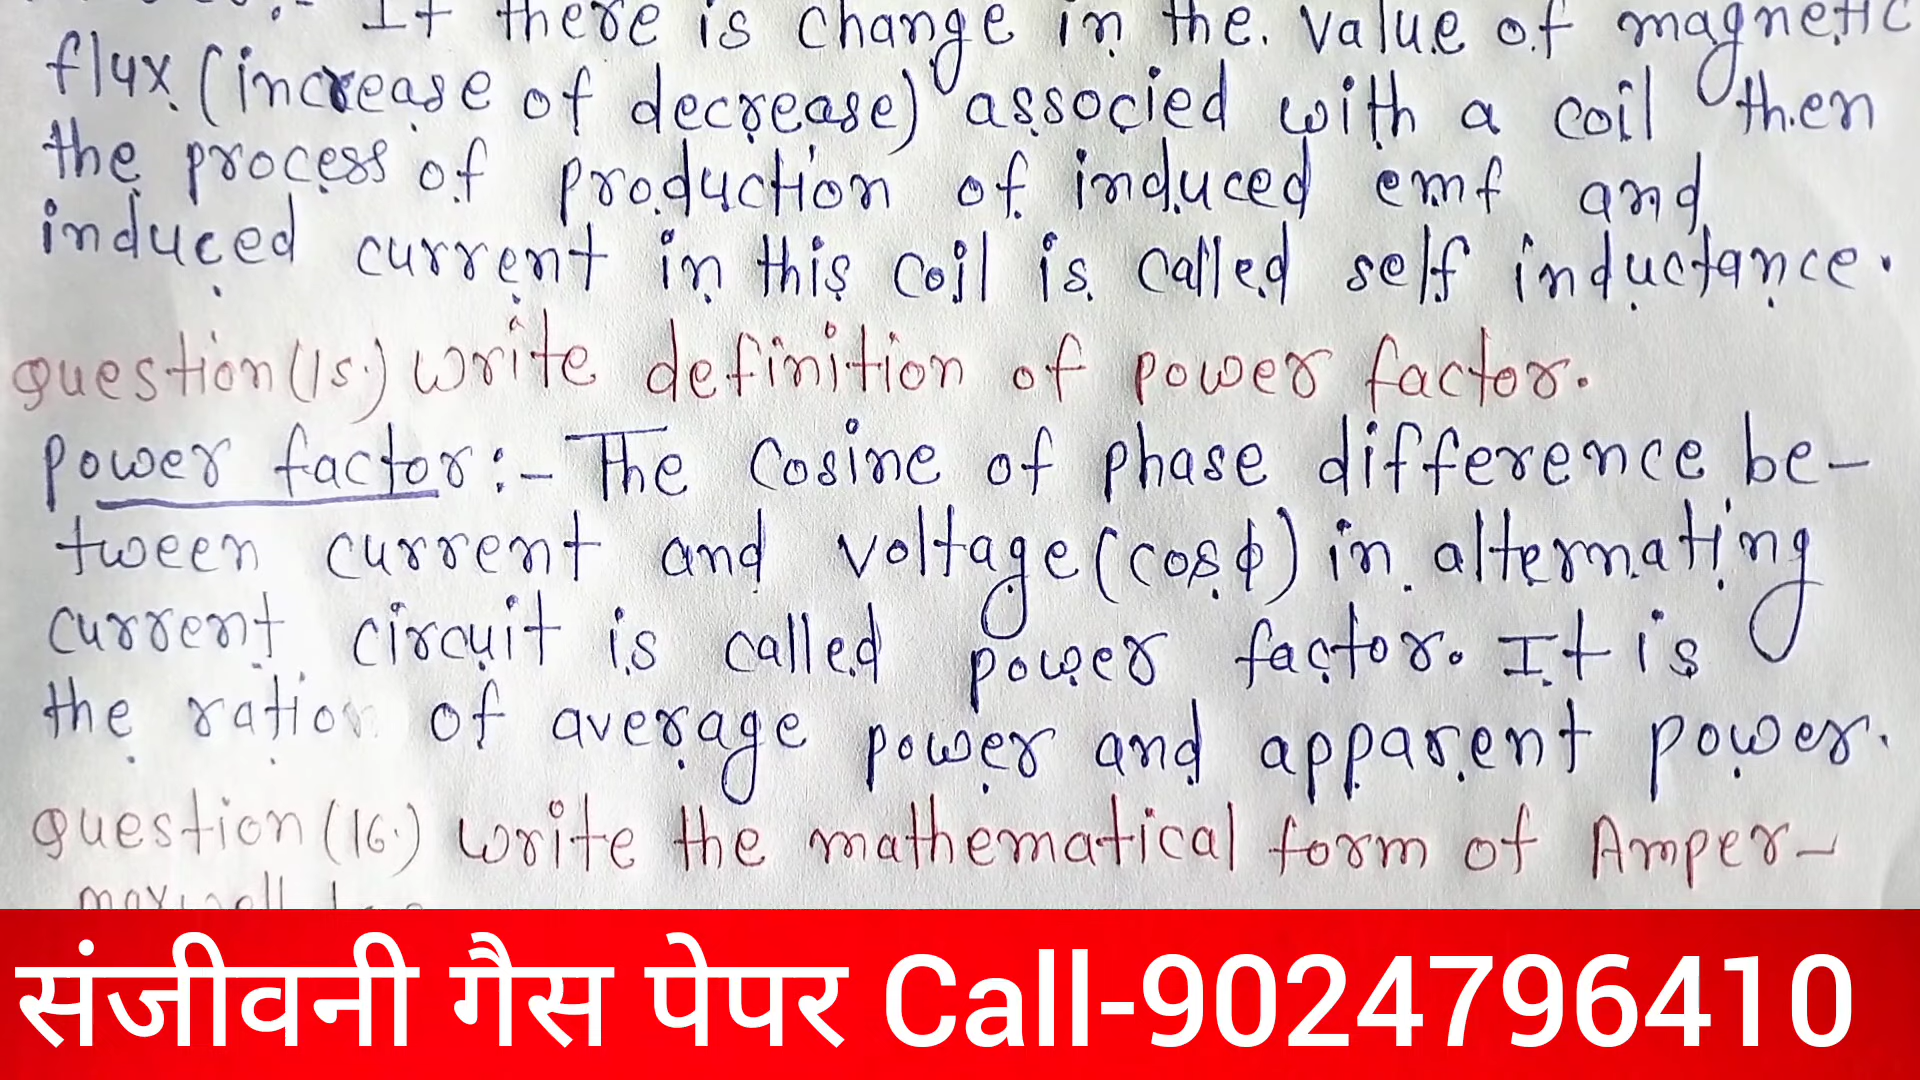 If there is change in the value of magnetic
flux (increase of decrease) associed with a coil then
the process of production of induced emf and
induced current in this coil is called self inductance.
question (15.) write definition of power factor.
power factor :- The cosine of phase difference be-
tween current and voltage (cosϕ) in alternating
current circuit is called power factor. It is
the ratio of average power and apparent power.
question (16.) write the mathematical form of Amper-
संजीवनी गैस पेपर Call-9024796410